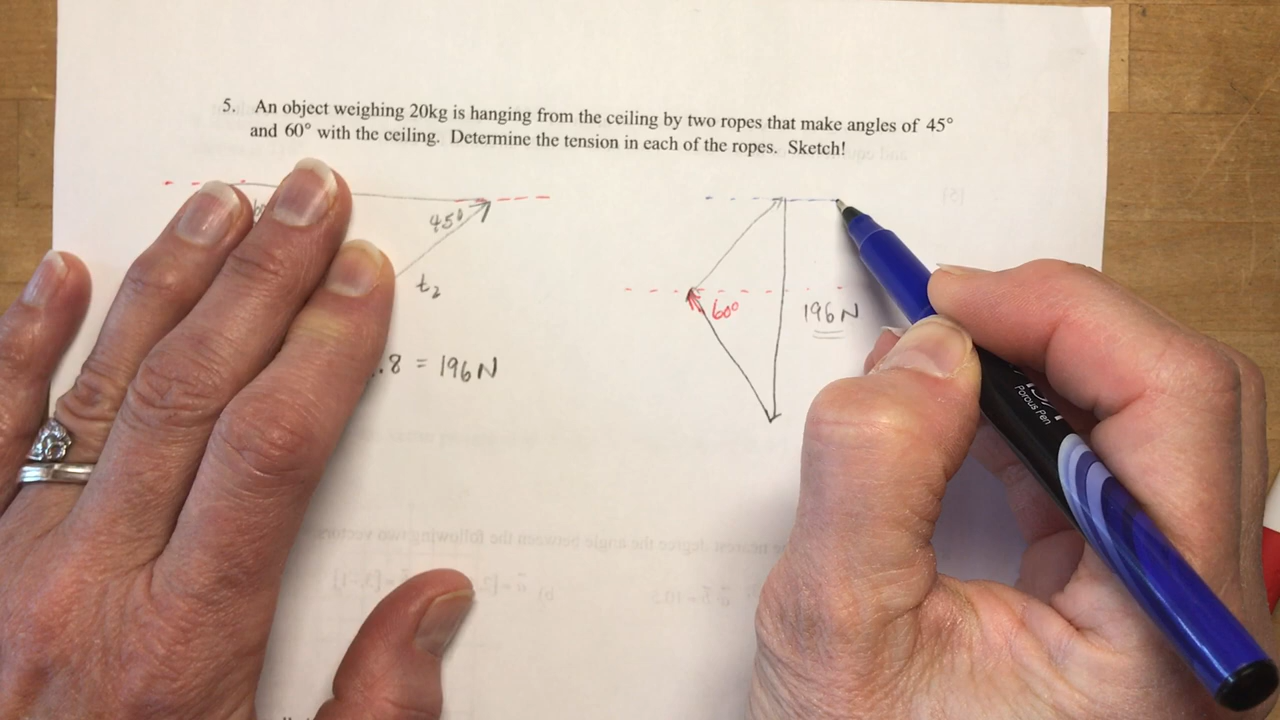 5. An object weighing 20kg is hanging from the ceiling by two ropes that make angles of 45°
and 60° with the ceiling. Determine the tension in each of the ropes. Sketch!
45°
t₂
.8 = 196N
60°
196N
Porous Pen